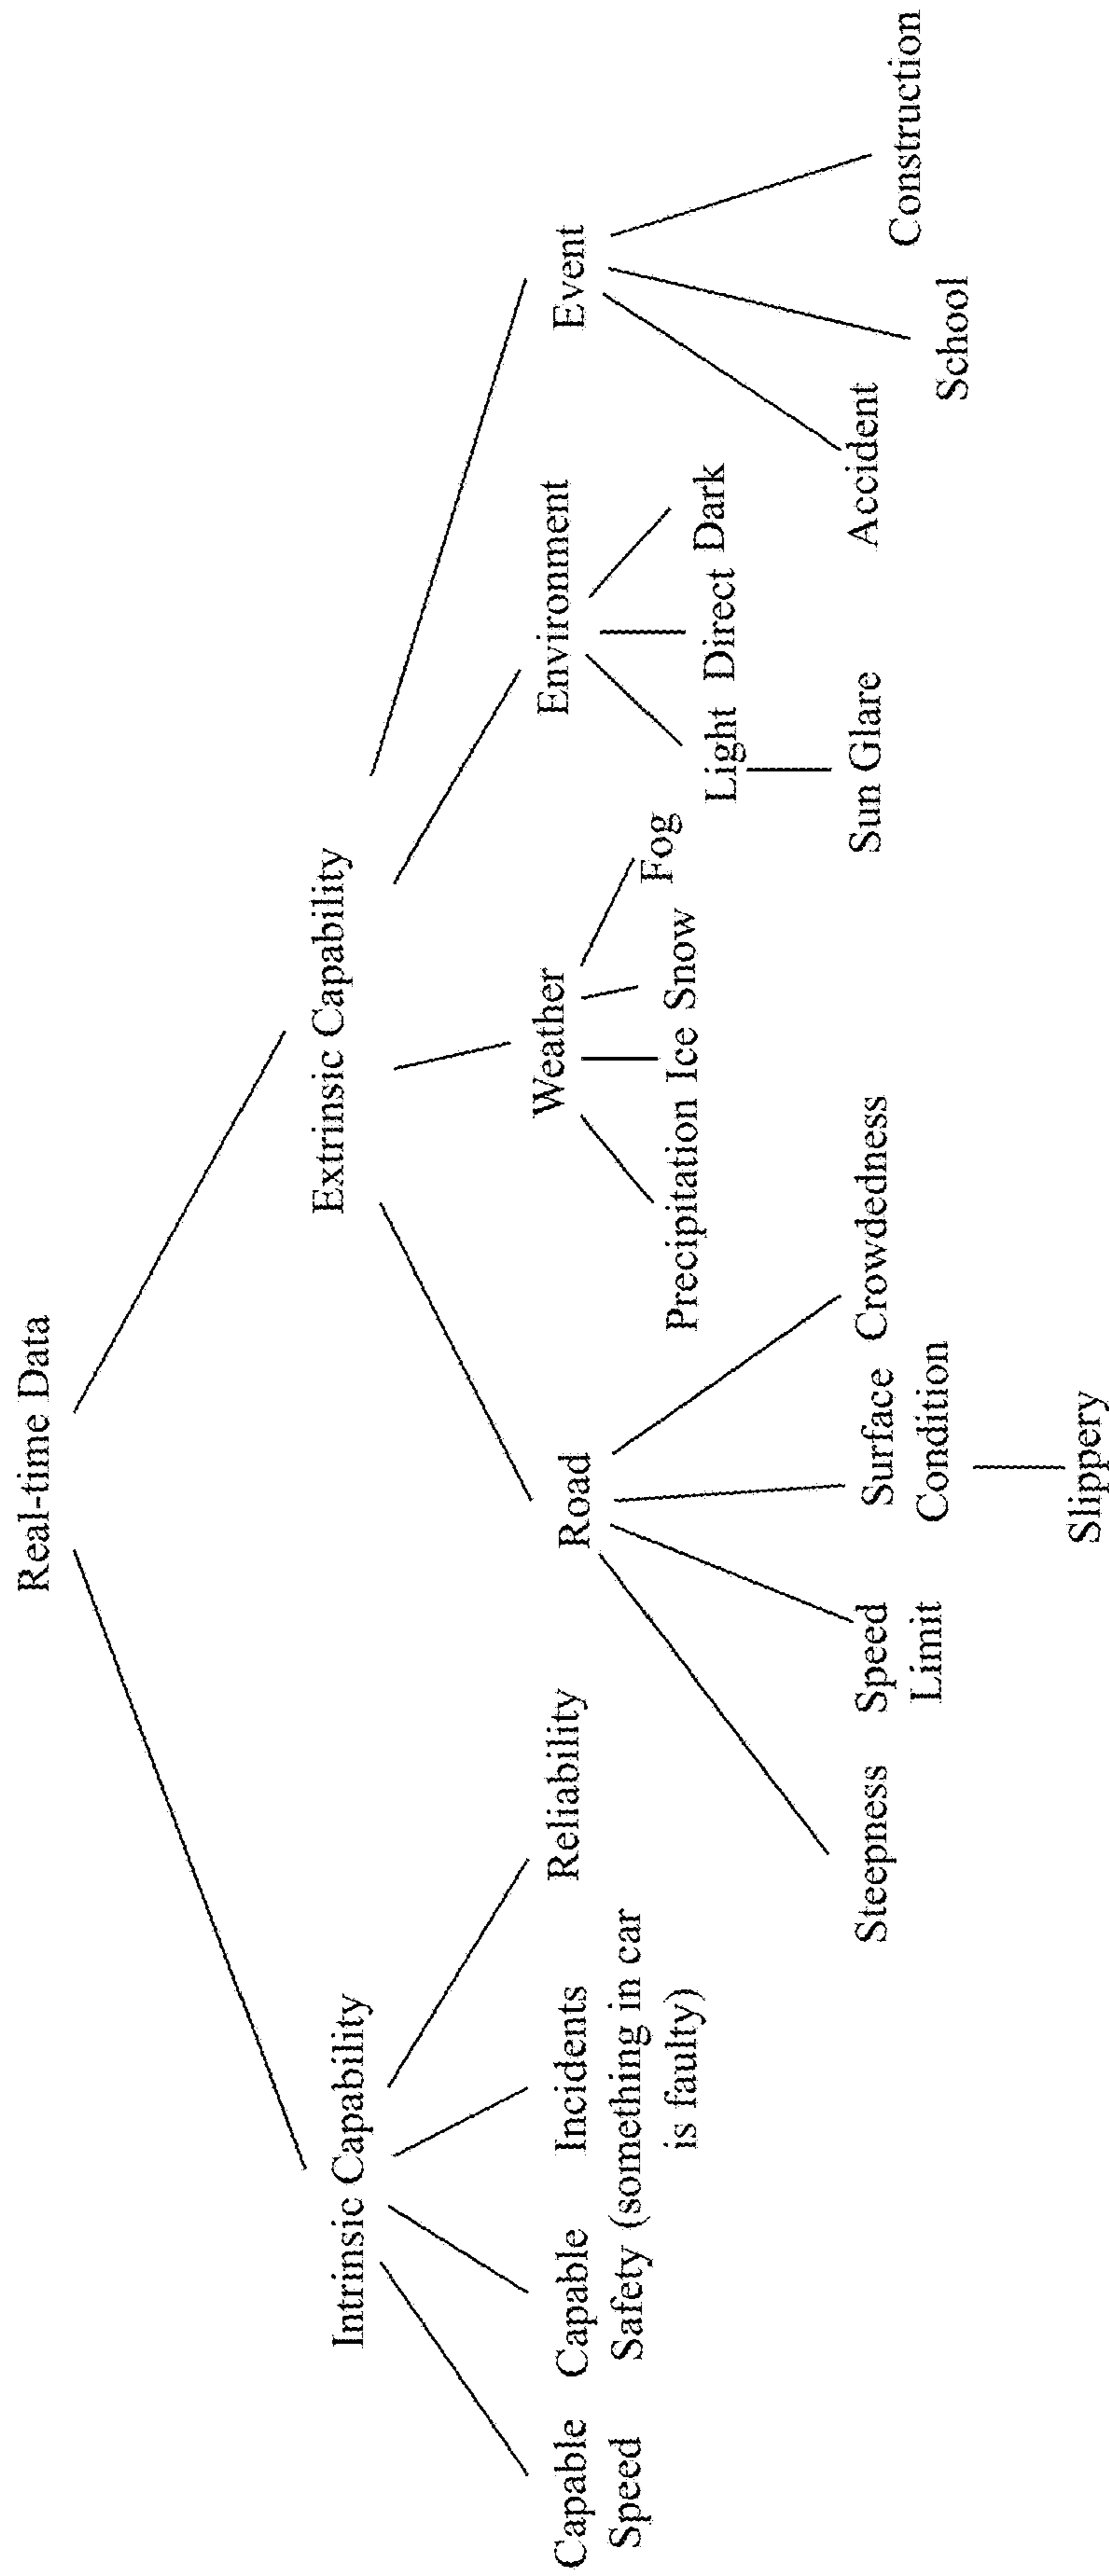 Real-time Data
Intrinsic Capability
Extrinsic Capability
Capable
Speed
Capable
Safety
Incidents
(something in car
is faulty)
Reliability
Road
Weather
Environment
Event
Steepness
Speed
Limit
Surface
Condition
Crowdedness
Slippery
Precipitation
Ice
Snow
Fog
Light
Direct
Dark
Sun Glare
Accident
School
Construction